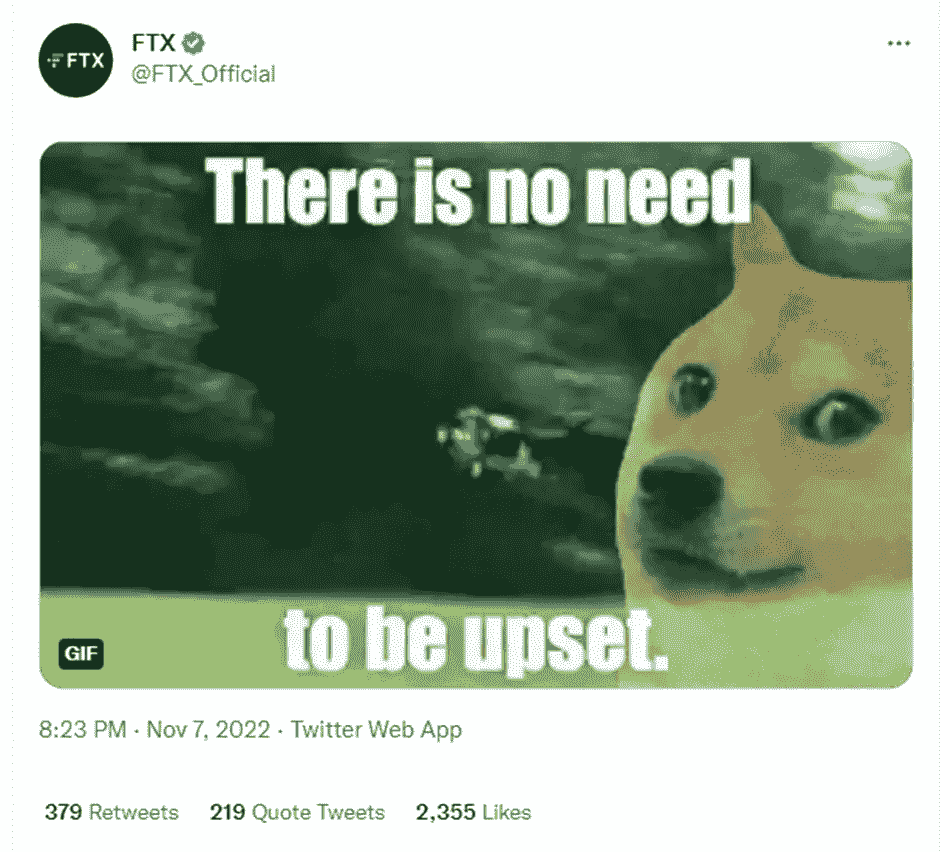 FTX
FTX
@FTX_Official
There is no need
to be upset.
GIF
8:23 PM · Nov 7, 2022 · Twitter Web App
379 Retweets 219 Quote Tweets 2,355 Likes